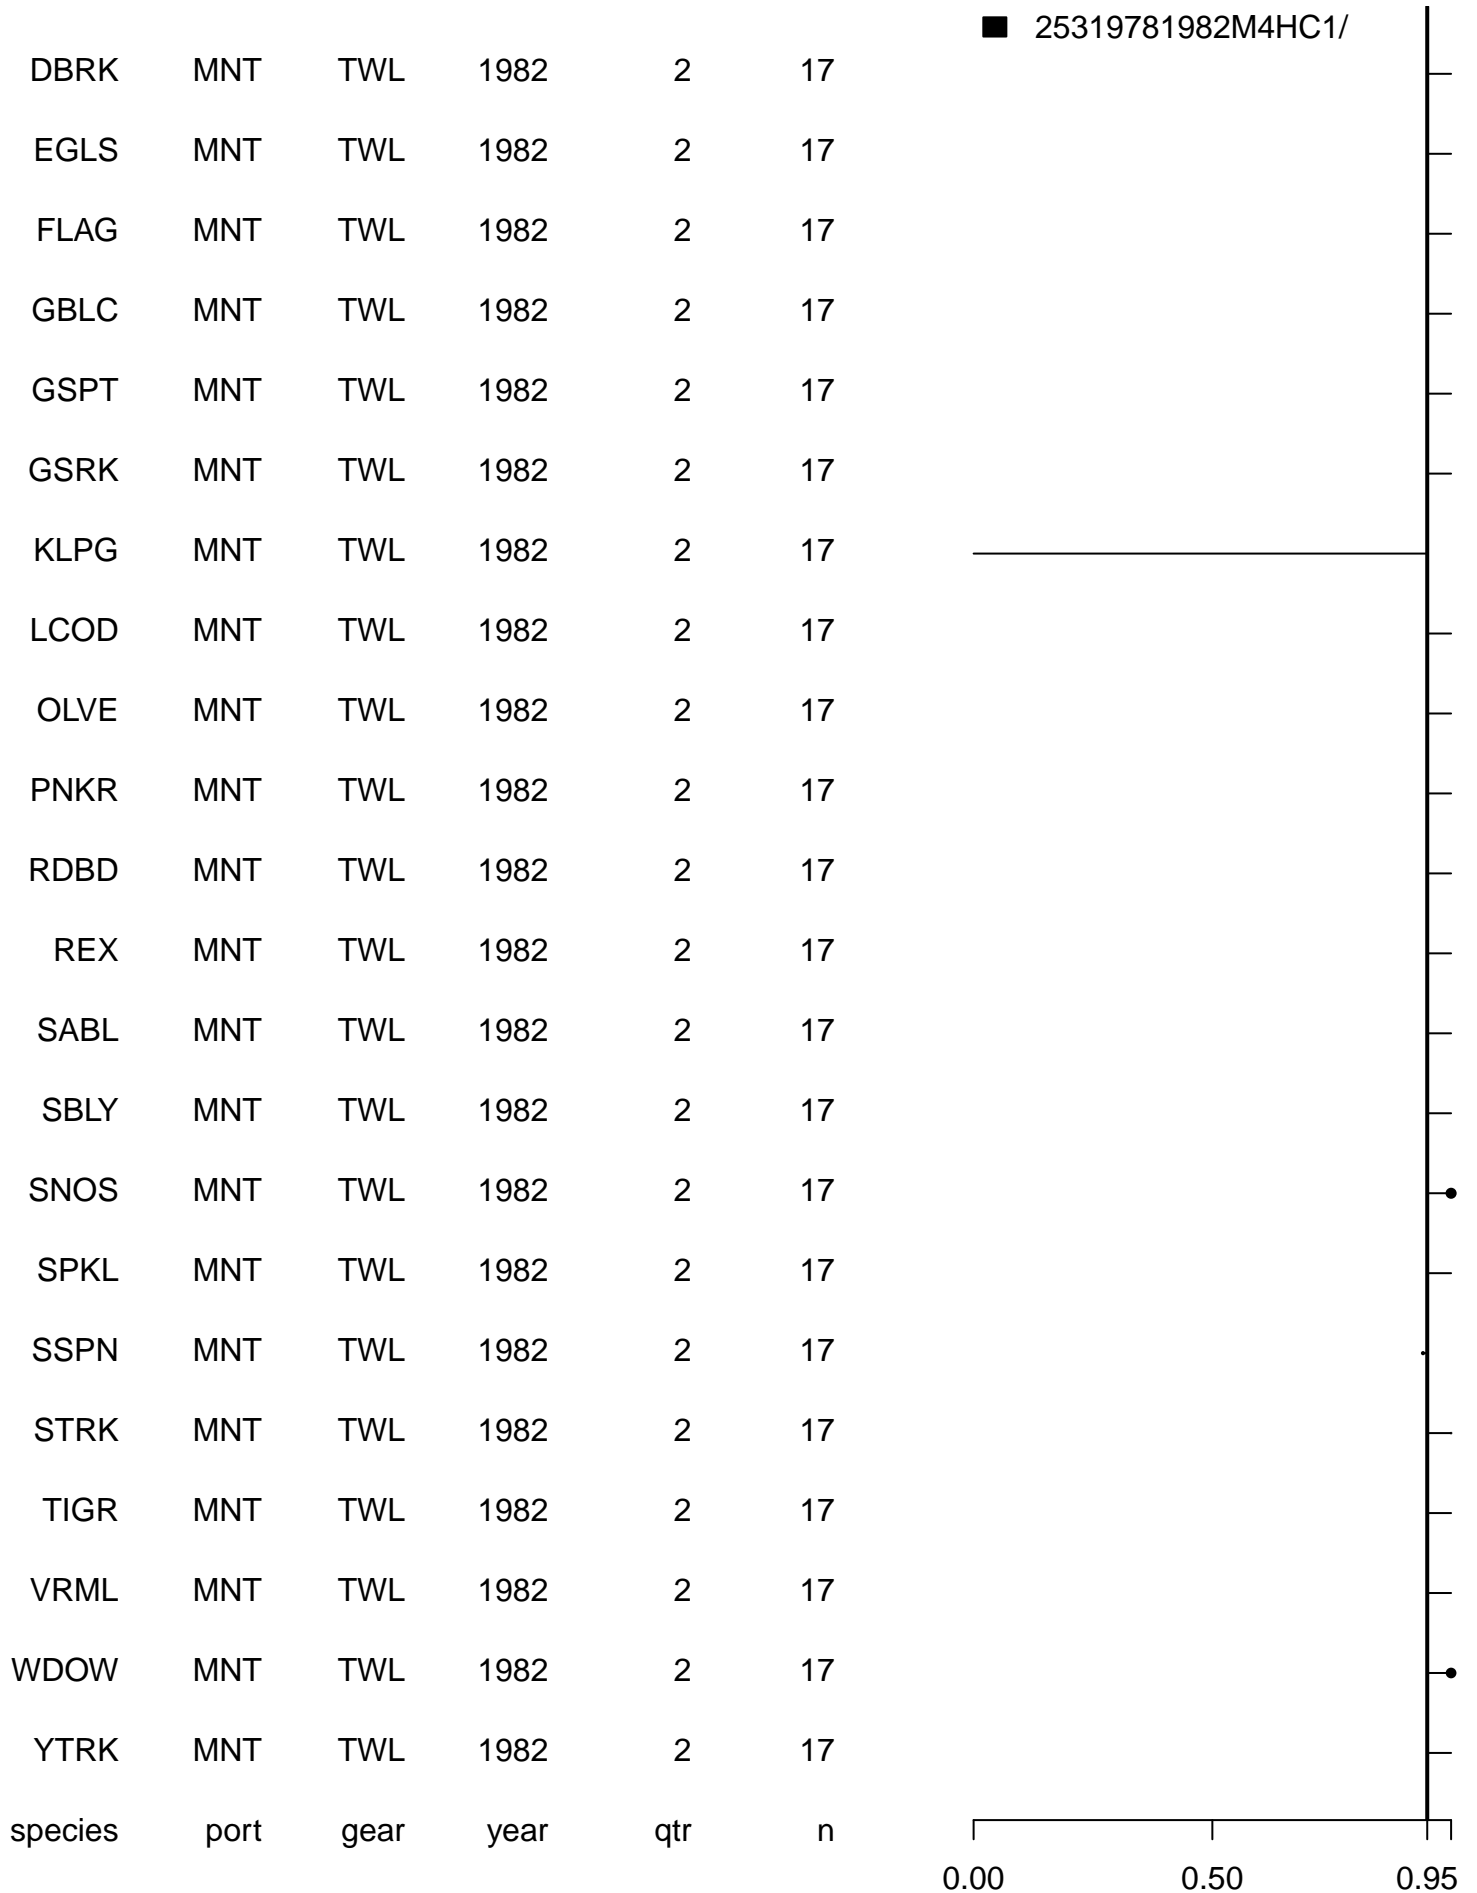 25319781982M4HC1/
DBRK MNT TWL 1982 2 17
EGLS MNT TWL 1982 2 17
FLAG MNT TWL 1982 2 17
GBLC MNT TWL 1982 2 17
GSPT MNT TWL 1982 2 17
GSRK MNT TWL 1982 2 17
KLPG MNT TWL 1982 2 17
LCOD MNT TWL 1982 2 17
OLVE MNT TWL 1982 2 17
PNKR MNT TWL 1982 2 17
RDBD MNT TWL 1982 2 17
REX MNT TWL 1982 2 17
SABL MNT TWL 1982 2 17
SBLY MNT TWL 1982 2 17
SNOS MNT TWL 1982 2 17
SPKL MNT TWL 1982 2 17
SSPN MNT TWL 1982 2 17
STRK MNT TWL 1982 2 17
TIGR MNT TWL 1982 2 17
VRML MNT TWL 1982 2 17
WDOW MNT TWL 1982 2 17
YTRK MNT TWL 1982 2 17
species port gear year qtr n
0.00 0.50 0.95